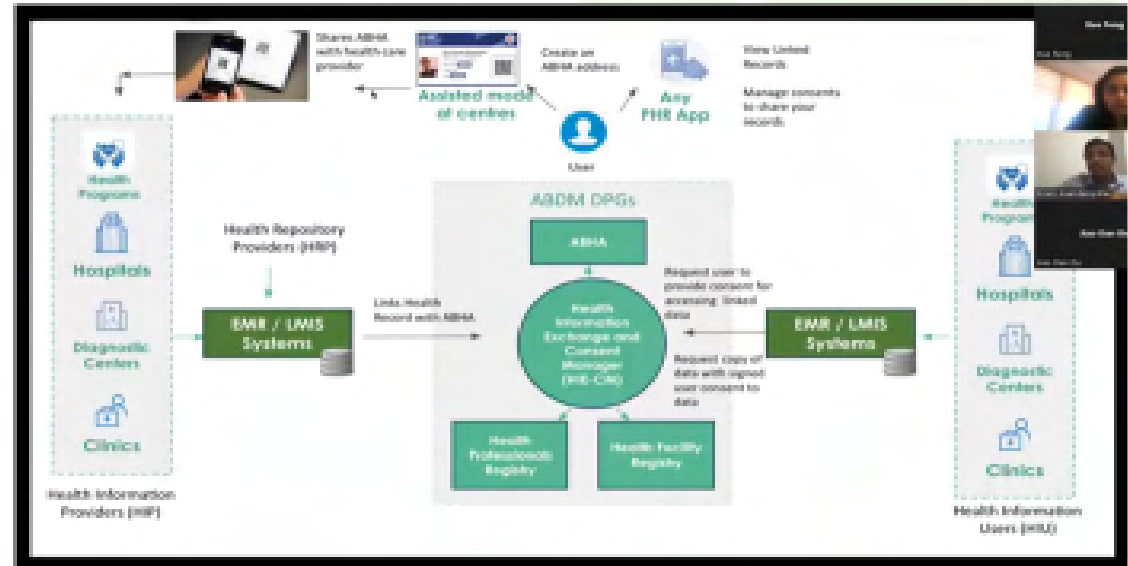 Shares ABHA
with health care
provider
Assisted mode
at centres
Create an
ABHA address
Any
PHR App
View Linked
Records
Manage consents
to share your
records
User
Health
Programs
Hospitals
Diagnostic
Centers
Clinics
Health Information
Providers (HIP)
Health Repository
Providers (HRP)
EMR / LMIS
Systems
Links Health
Record with ABHA
ABDM DPGs
ABHA
Health
Information
Exchange and
Consent
Manager
(HIE-CM)
Health
Professionals
Registry
Health Facility
Registry
Request user to
provide consent for
accessing linked
data
Request copy of
data with signed
user consent to
data
EMR / LMIS
Systems
Health
Hospitals
Diagnostic
Centers
Clinics
Health Information
Users (HIU)